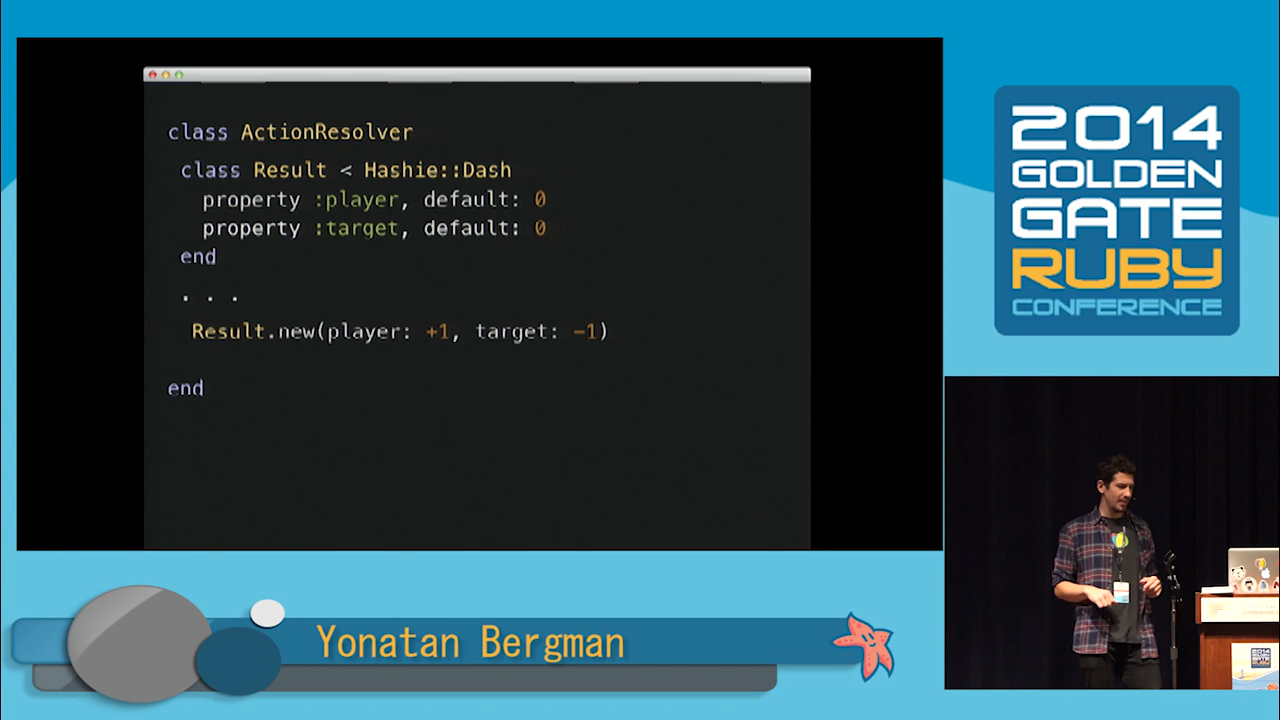 class ActionResolver
class Result < Hashie::Dash
property :player, default: 0
property :target, default: 0
end
. . .
Result.new(player: +1, target: -1)
end
2014
GOLDEN
GATE
RUBY
CONFERENCE
Yonatan Bergman
2014